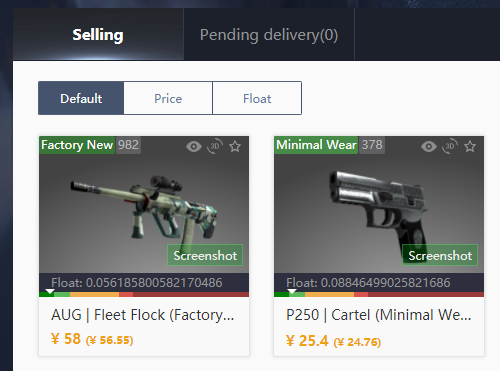 Selling
Pending delivery(0)
Default
Price
Float
Factory New 982
3D
Screenshot
Float: 0.056185800582170486
AUG | Fleet Flock (Factory...
¥ 58 (¥ 56.55)
Minimal Wear 378
3D
Screenshot
Float: 0.08846499025821686
P250 | Cartel (Minimal We...
¥ 25.4 (¥ 24.76)